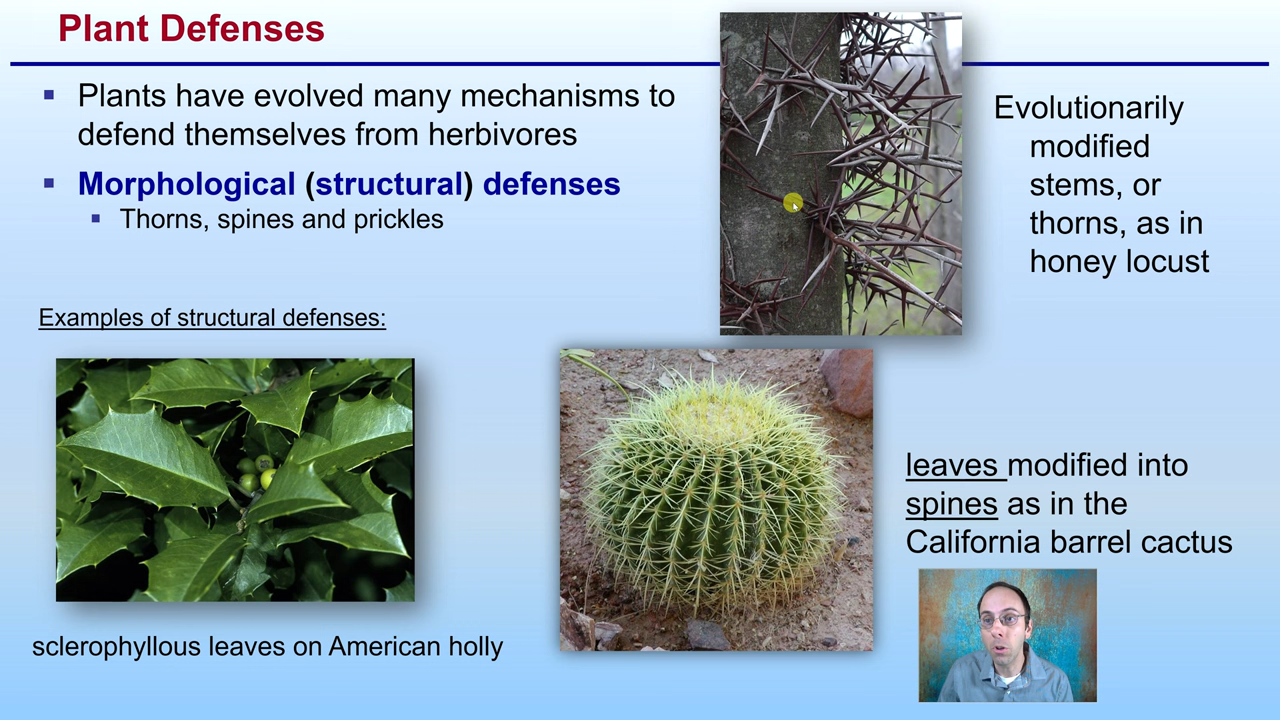 Plant Defenses
Plants have evolved many mechanisms to
defend themselves from herbivores
Morphological (structural) defenses
Thorns, spines and prickles
Evolutionarily
modified
stems, or
thorns, as in
honey locust
Examples of structural defenses:
leaves modified into
spines as in the
California barrel cactus
sclerophyllous leaves on American holly